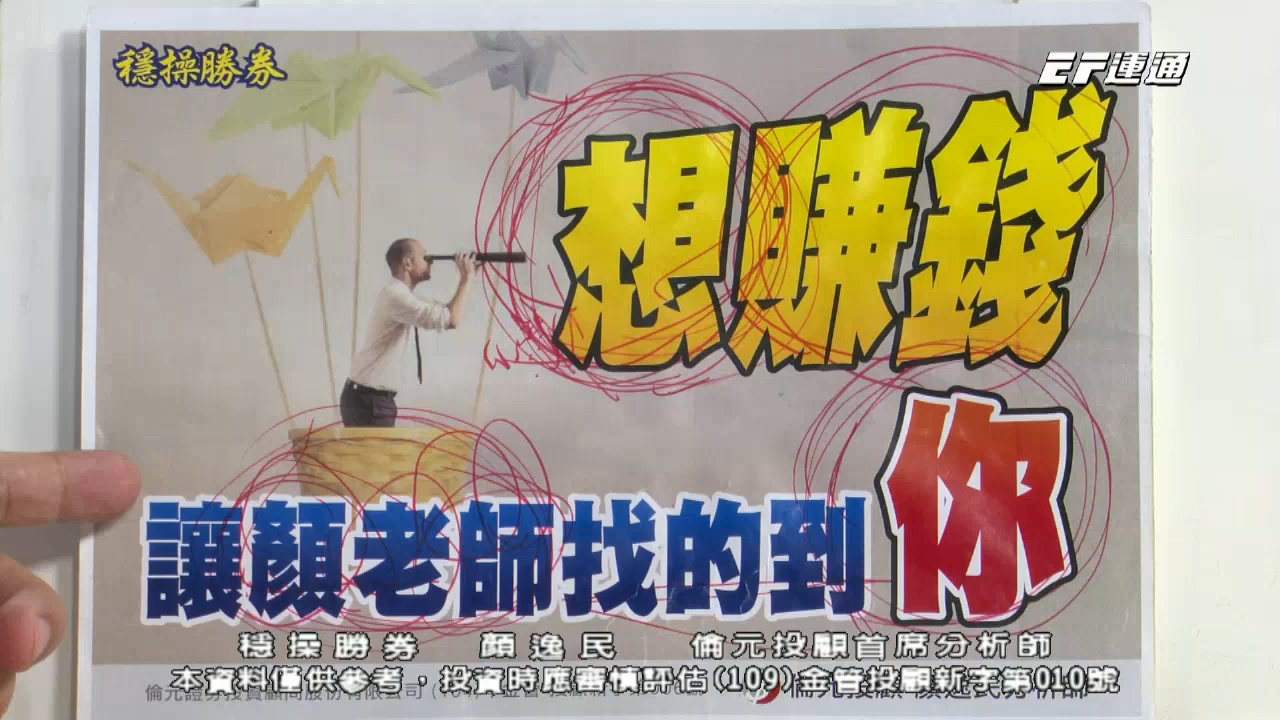 穩操勝券
EF運通
想賺錢
你
讓顏老師找的到
穩操勝券 顏逸民 倫元投顧首席分析師
本資料僅供參考,投資時應審慎評估(109)金管投顧新字第010號